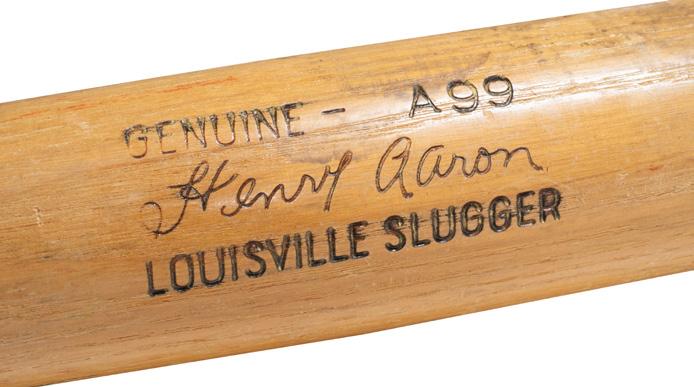 GENUINE - A99
Henry Aaron
LOUISVILLE SLUGGER